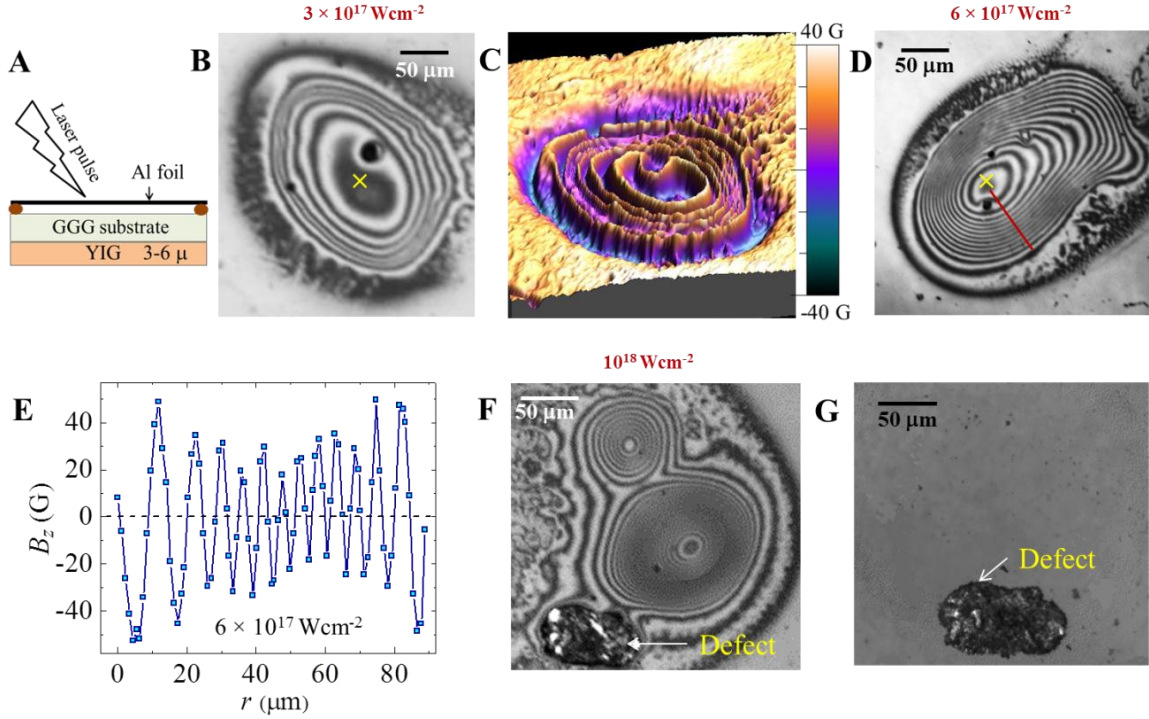 3 × 10¹⁷ Wcm⁻²
6 × 10¹⁷ Wcm⁻²
A
Laser pulse
Al foil
GGG substrate
YIG 3-6 μ
B
50 μm
C
40 G
-40 G
D
50 μm
10¹⁸ Wcm⁻²
E
B_z (G)
40
20
0
-20
-40
6 × 10¹⁷ Wcm⁻²
0 20 40 60 80
r (μm)
F
50 μm
Defect
G
50 μm
Defect